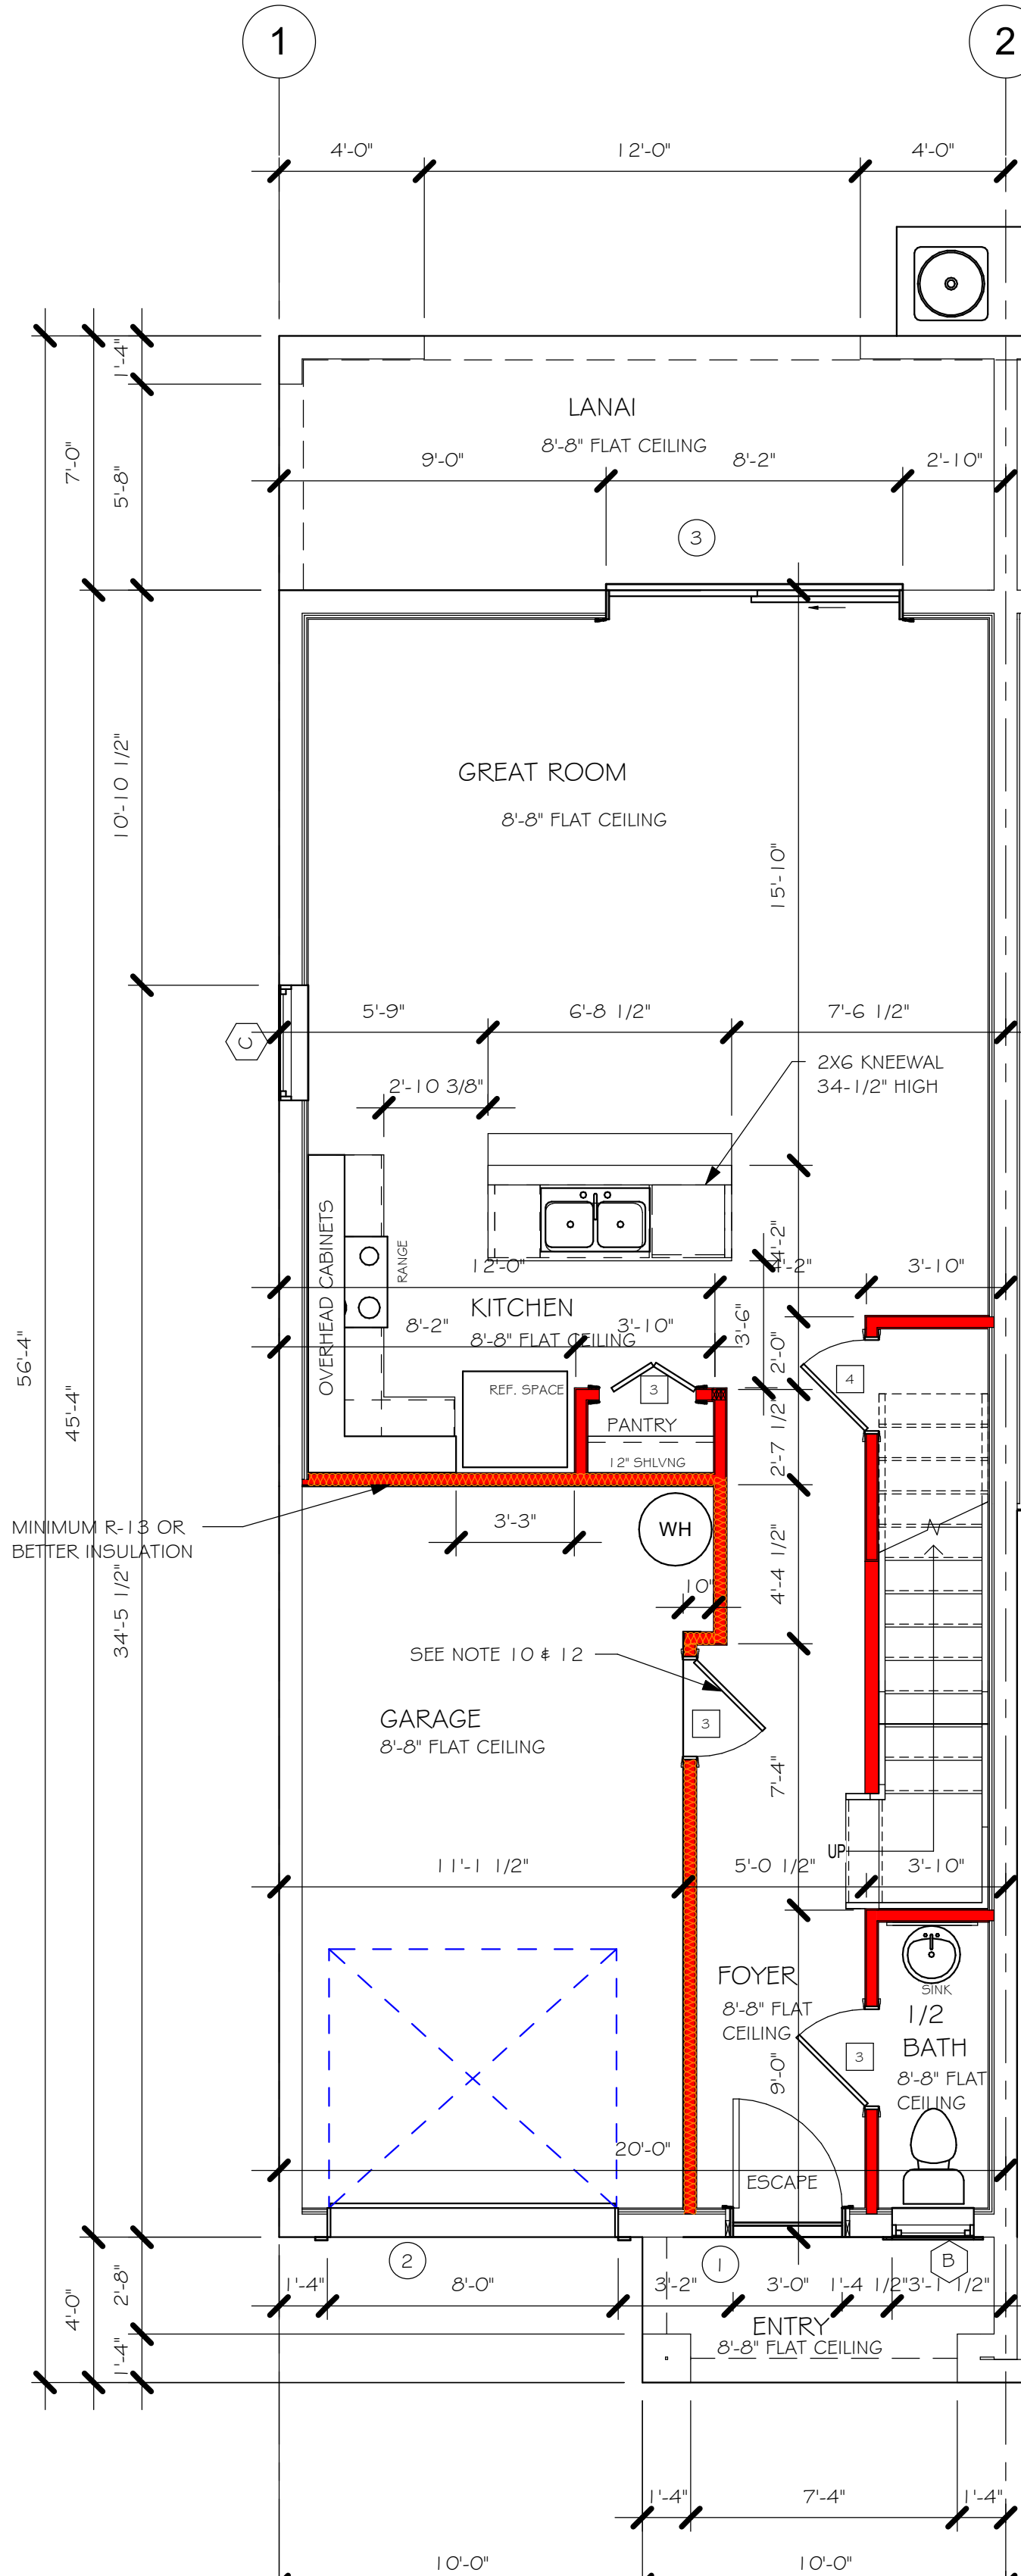 1
2
4'-0"
12'-0"
4'-0"
1'-4"
LANAI
8'-8" FLAT CEILING
7'-0"
5'-8"
9'-0"
8'-2"
2'-10"
3
10'-10 1/2"
GREAT ROOM
8'-8" FLAT CEILING
15'-10"
C
5'-9"
6'-8 1/2"
7'-6 1/2"
2X6 KNEEWAL
34-1/2" HIGH
2'-10 3/8"
OVERHEAD CABINETS
RANGE
4'-2"
12'-0"
4'-2"
3'-10"
KITCHEN
8'-8" FLAT CEILING
8'-2"
3'-10"
3'-6"
2'-0"
56'-4"
45'-4"
REF. SPACE
3
4
PANTRY
12" SHLVNG
2'-7 1/2"
MINIMUM R-13 OR
BETTER INSULATION
3'-3"
WH
34'-5 1/2"
10"
4'-4 1/2"
SEE NOTE 10 & 12
GARAGE
8'-8" FLAT CEILING
3
7'-4"
UP
11'-1 1/2"
5'-0 1/2"
3'-10"
FOYER
8'-8" FLAT
CEILING
SINK
1/2
BATH
8'-8" FLAT
CEILING
3
9'-0"
20'-0"
ESCAPE
2
1
B
4'-0"
2'-8"
1'-4"
1'-4"
8'-0"
3'-2"
3'-0"
1'-4 1/2"
3'-1 1/2"
ENTRY
8'-8" FLAT CEILING
1'-4"
7'-4"
1'-4"
10'-0"
10'-0"